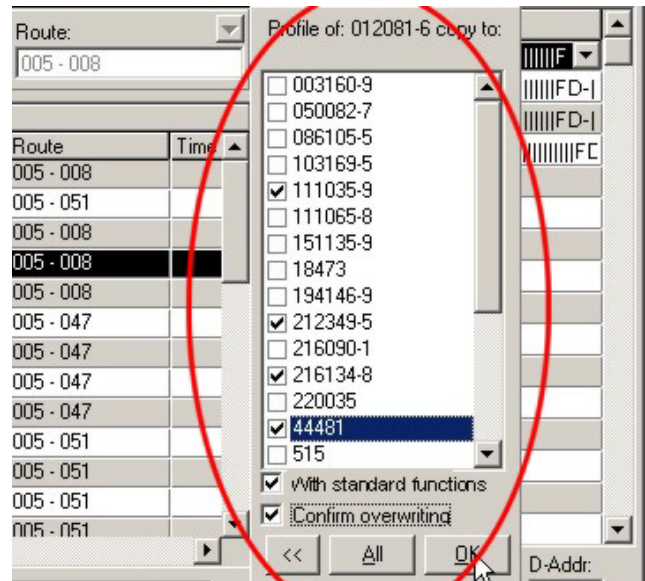 Route:
005 - 008
Route Time
005 - 008
005 - 051
005 - 008
005 - 008
005 - 008
005 - 047
005 - 047
005 - 047
005 - 047
005 - 051
005 - 051
005 - 051
005 - 051
Profile of: 012081-6 copy to:
003160-9
050082-7
086105-5
103169-5
111035-9
111065-8
151135-9
18473
194146-9
212349-5
216090-1
216134-8
220035
44481
515
With standard functions
Confirm overwriting
<< All OK
||||||F
||||||FD-|
||||||FD-|
D-Addr: